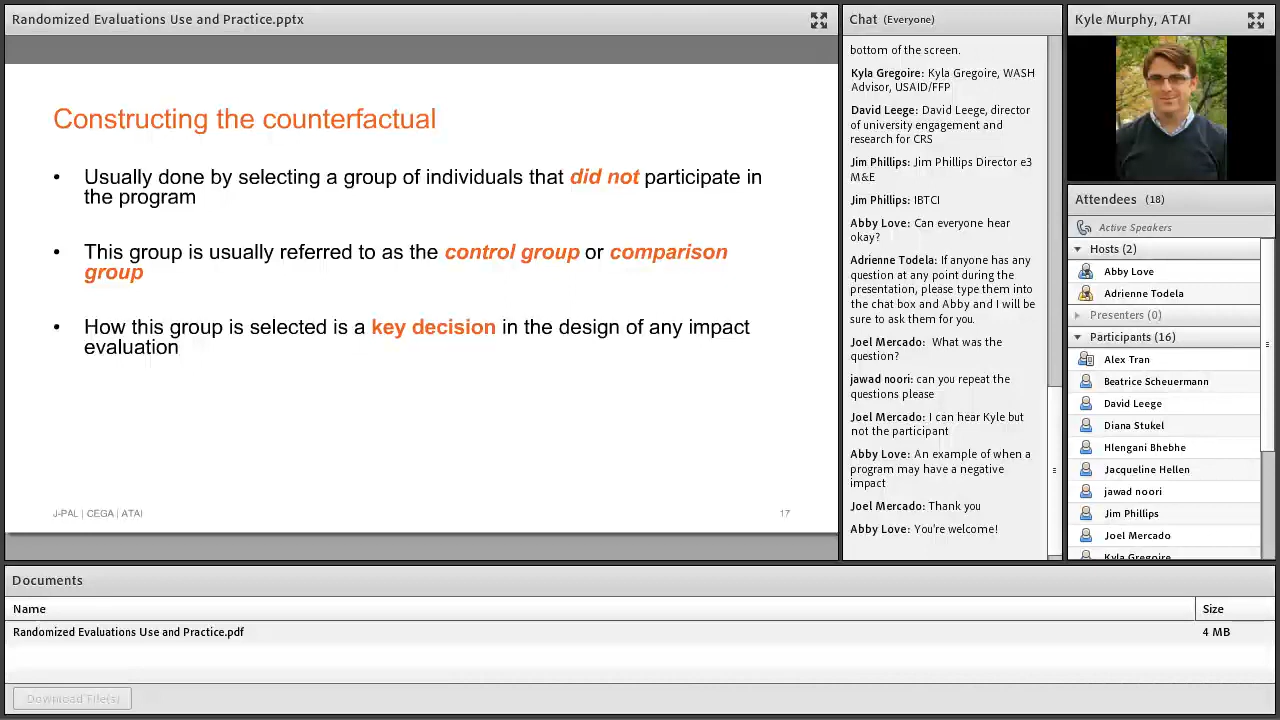 Randomized Evaluations Use and Practice.pptx
Constructing the counterfactual
• Usually done by selecting a group of individuals that did not participate in
the program
• This group is usually referred to as the control group or comparison
group
• How this group is selected is a key decision in the design of any impact
evaluation
J-PAL | CEGA | ATAI
17
Chat (Everyone)
bottom of the screen.
Kyla Gregoire: Kyla Gregoire, WASH
Advisor, USAID/FFP
David Leege: David Leege, director
of university engagement and
research for CRS
Jim Phillips: Jim Phillips Director e3
M&E
Jim Phillips: IBTCI
Abby Love: Can everyone hear
okay?
Adrienne Todela: If anyone has any
question at any point during the
presentation, please type them into
the chat box and Abby and I will be
sure to ask them for you.
Joel Mercado: What was the
question?
jawad noori: can you repeat the
questions please
Joel Mercado: I can hear Kyle but
not the participant
Abby Love: An example of when a
program may have a negative
impact
Joel Mercado: Thank you
Abby Love: You're welcome!
Kyle Murphy, ATAI
Attendees (18)
Active Speakers
Hosts (2)
Abby Love
Adrienne Todela
Presenters (0)
Participants (16)
Alex Tran
Beatrice Scheuermann
David Leege
Diana Stukel
Hlengani Bhebhe
Jacqueline Hellen
jawad noori
Jim Phillips
Joel Mercado
Kyla Gregoire
Documents
Name
Size
Randomized Evaluations Use and Practice.pdf
4 MB
Download File(s)